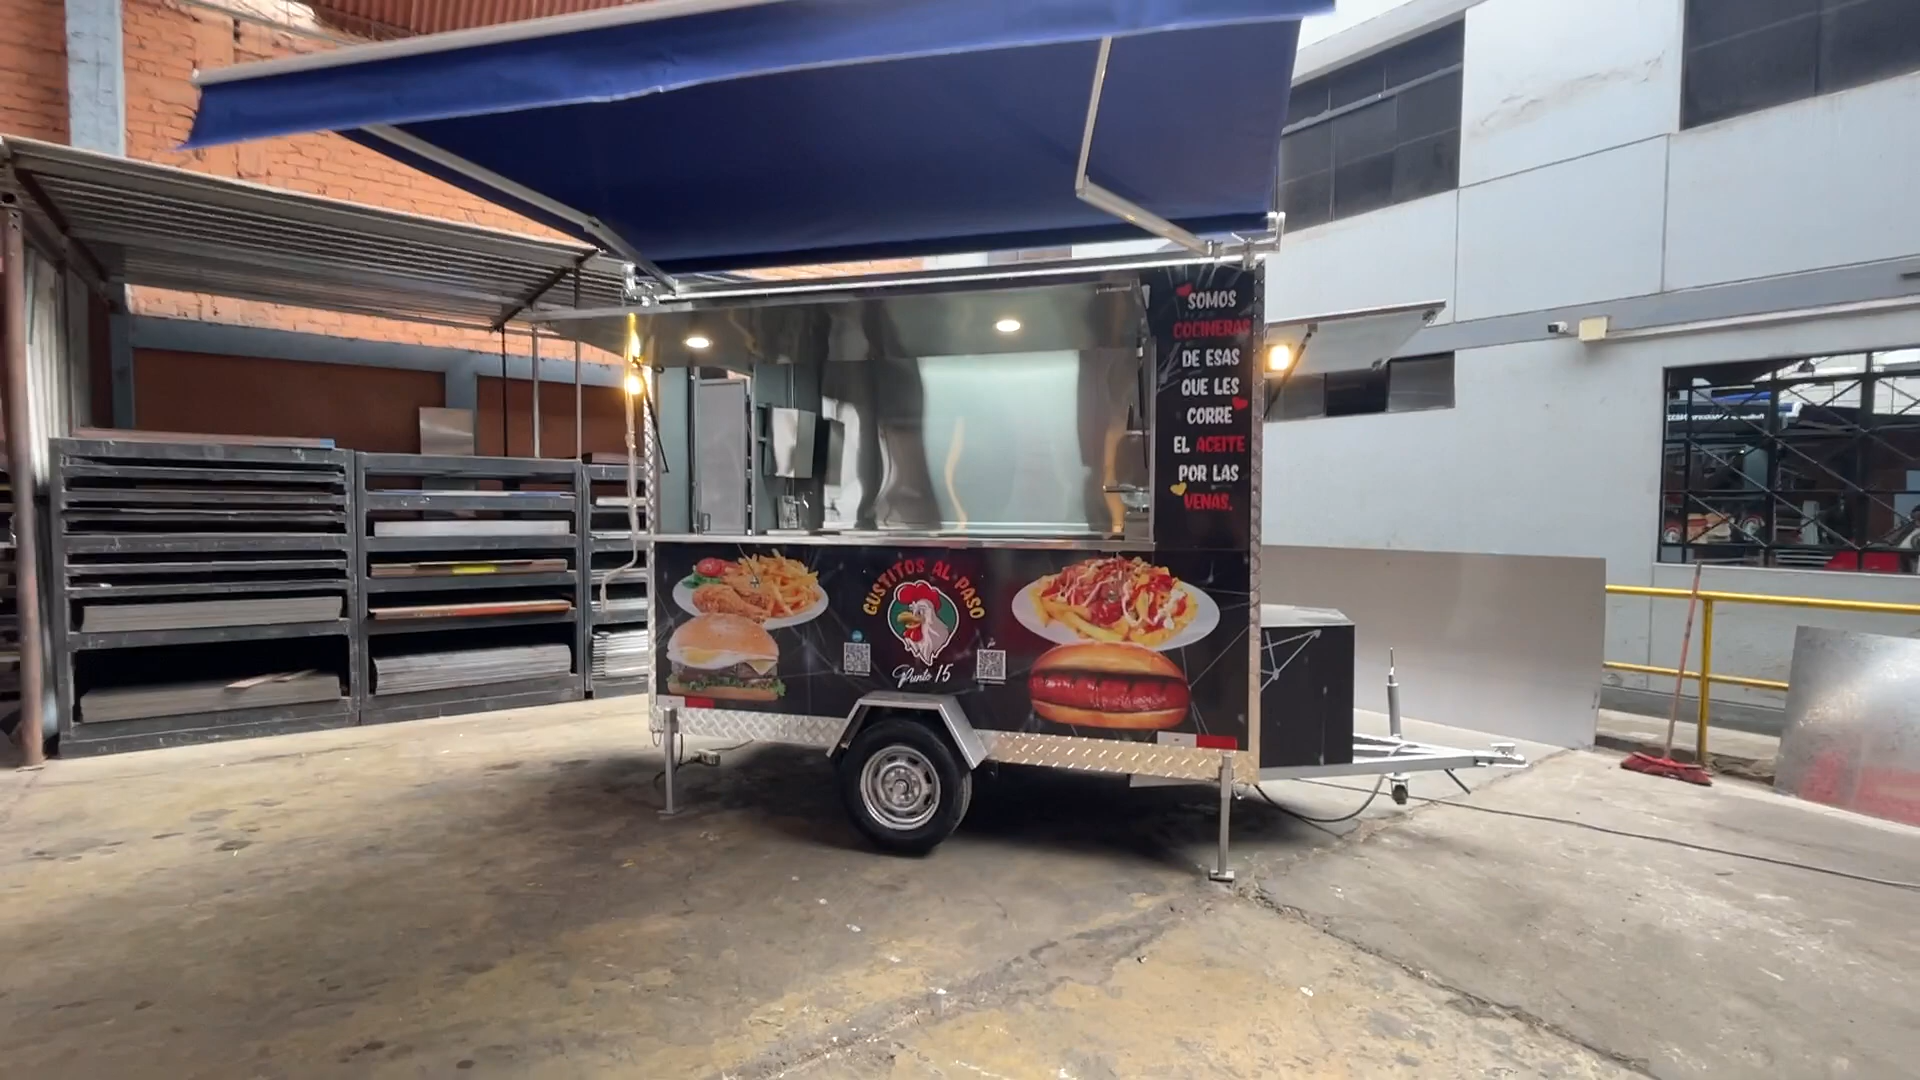 SOMOS
COCINERAS
DE ESAS
QUE LES
CORRE
EL ACEITE
POR LAS
VENAS.
GUSTITOS AL PASO
Punto 15